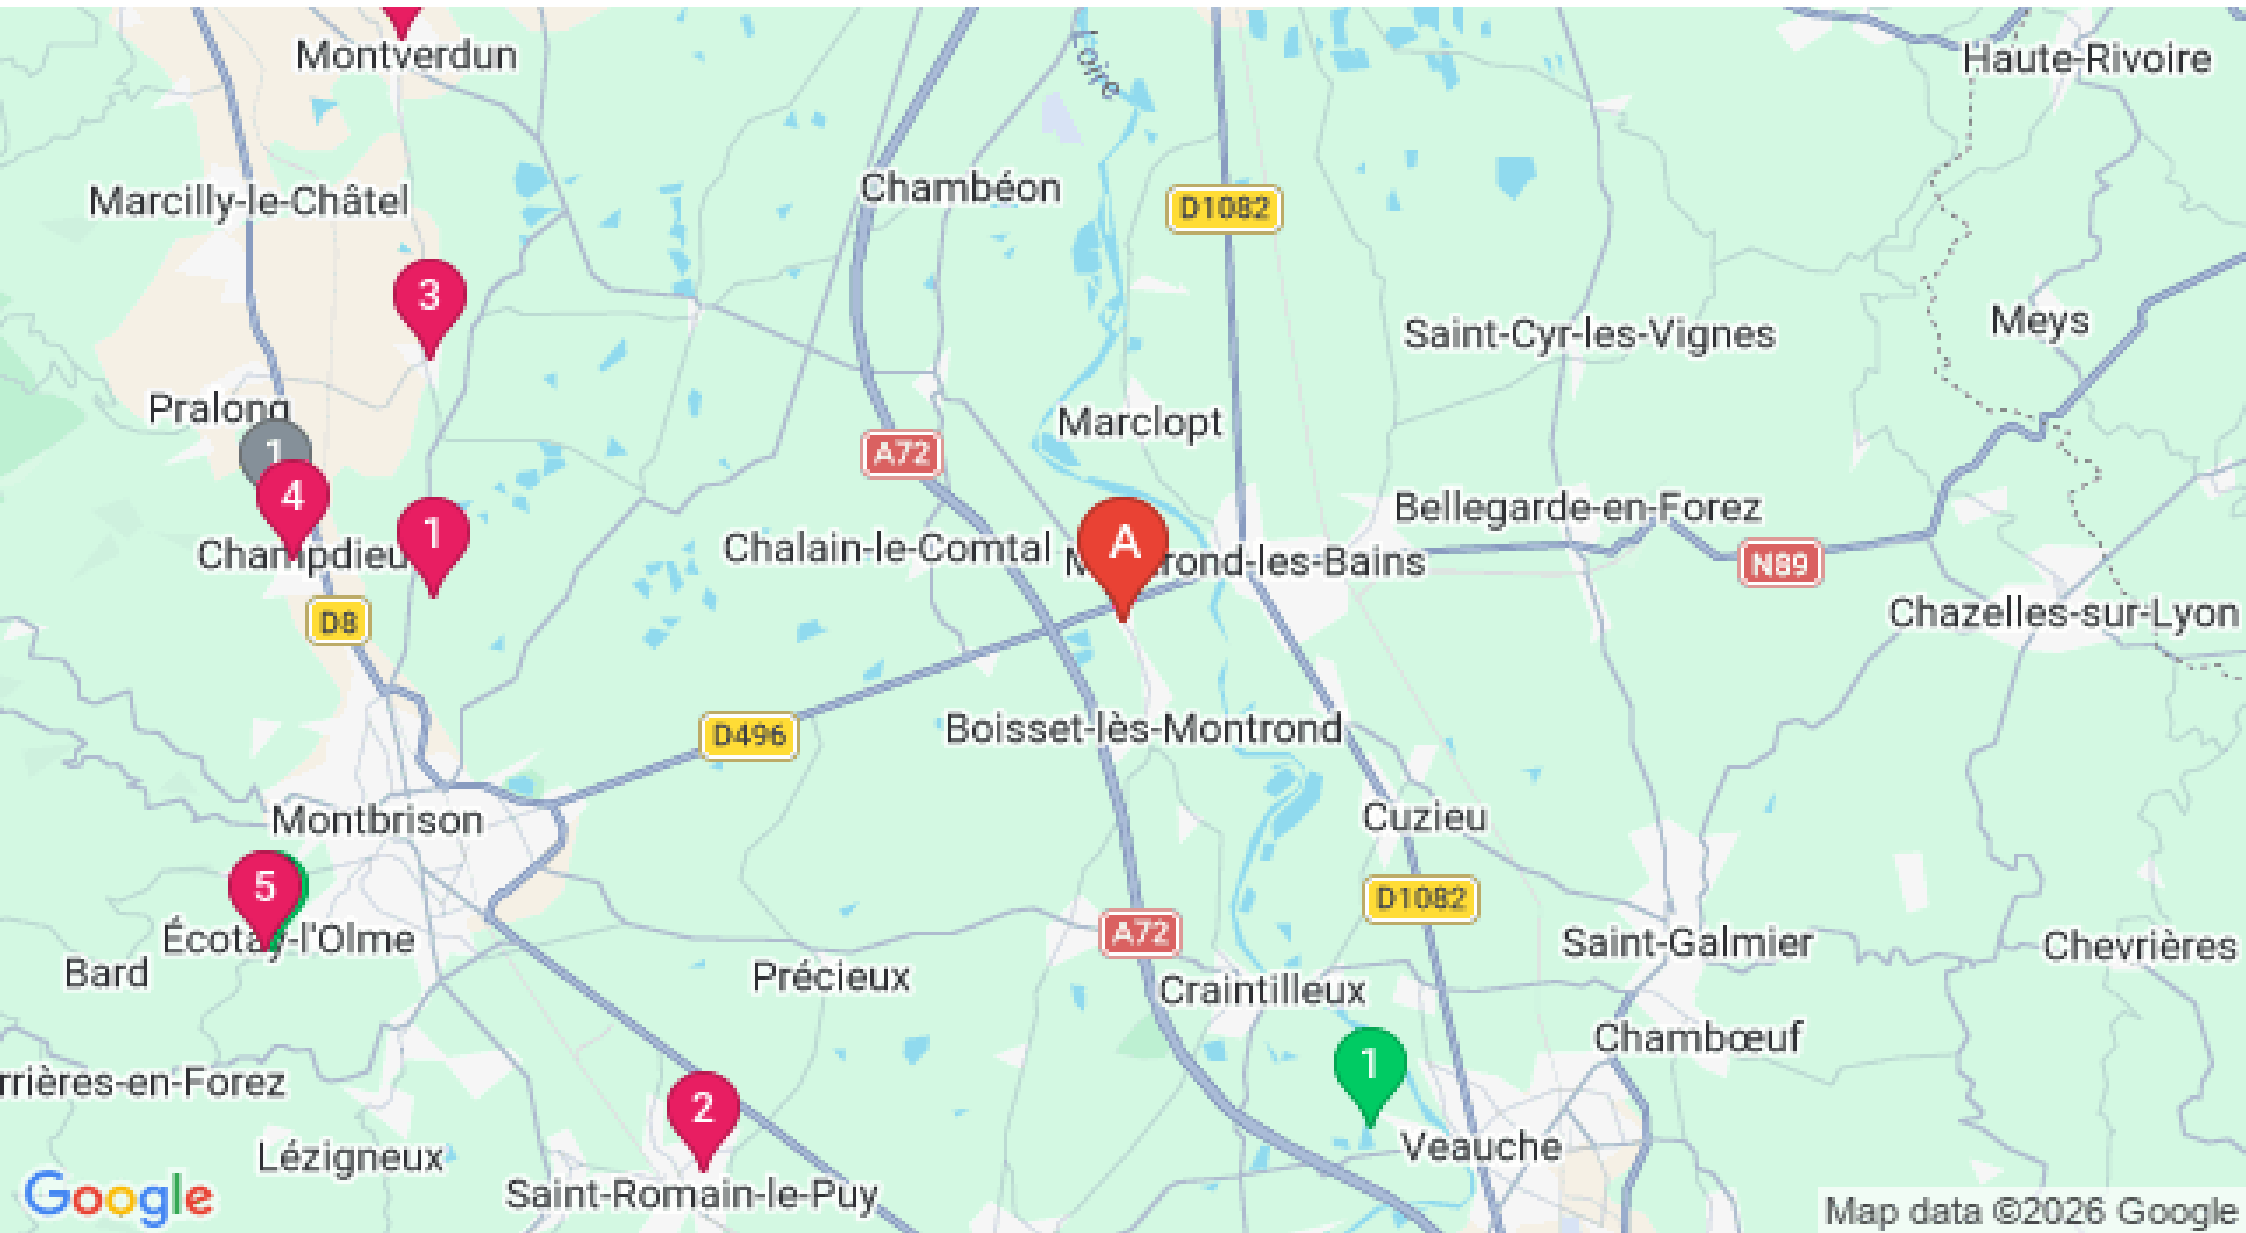 Montverdun
Loire
Haute-Rivoire
Marcilly-le-Châtel
Chambéon
D1082
3
Saint-Cyr-les-Vignes
Meys
Pralong
Marclopt
1
A72
4
Bellegarde-en-Forez
1
Champdieu
Chalain-le-Comtal
A
rond-les-Bains
N89
D8
Chazelles-sur-Lyon
D496
Boisset-lès-Montrond
Montbrison
Cuzieu
5
D1082
Écotay-l'Olme
A72
Saint-Galmier
Chevrières
Bard
Précieux
Craintilleux
Chambœuf
1
rrières-en-Forez
2
Lézigneux
Veauche
Saint-Romain-le-Puy
Google
Map data ©2026 Google